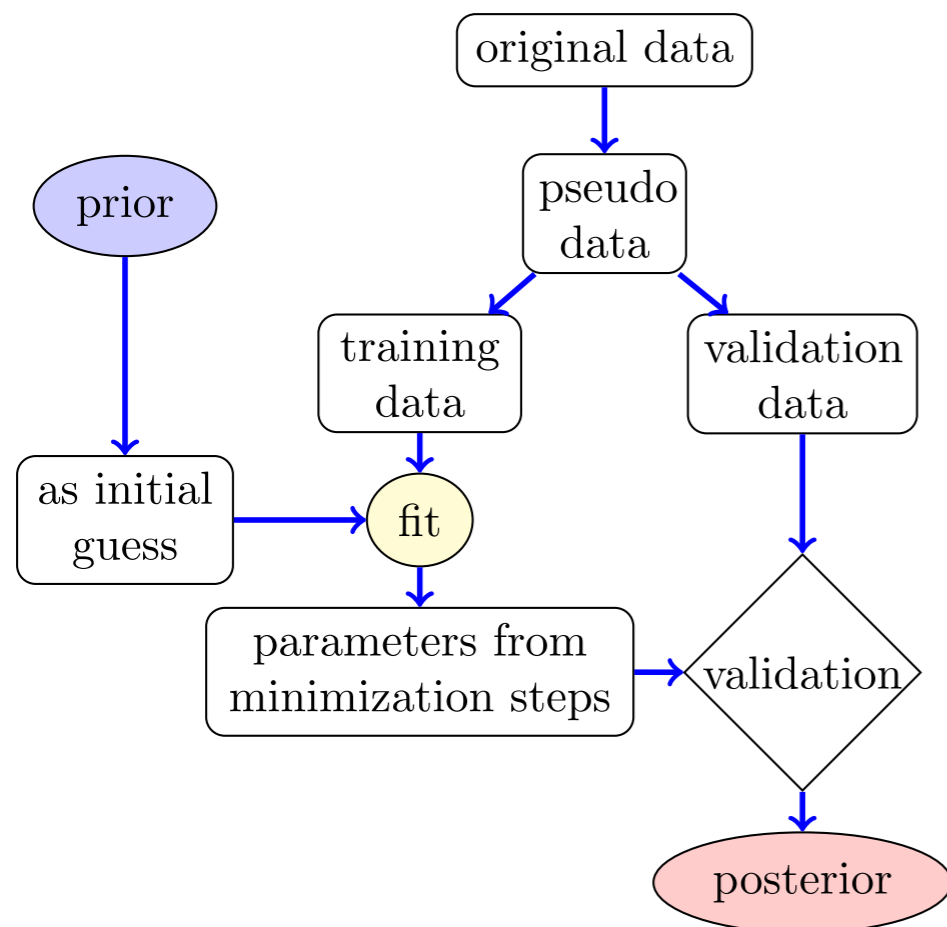 original data
prior
pseudo
data
training
data
validation
data
as initial
guess
fit
parameters from
minimization steps
validation
posterior